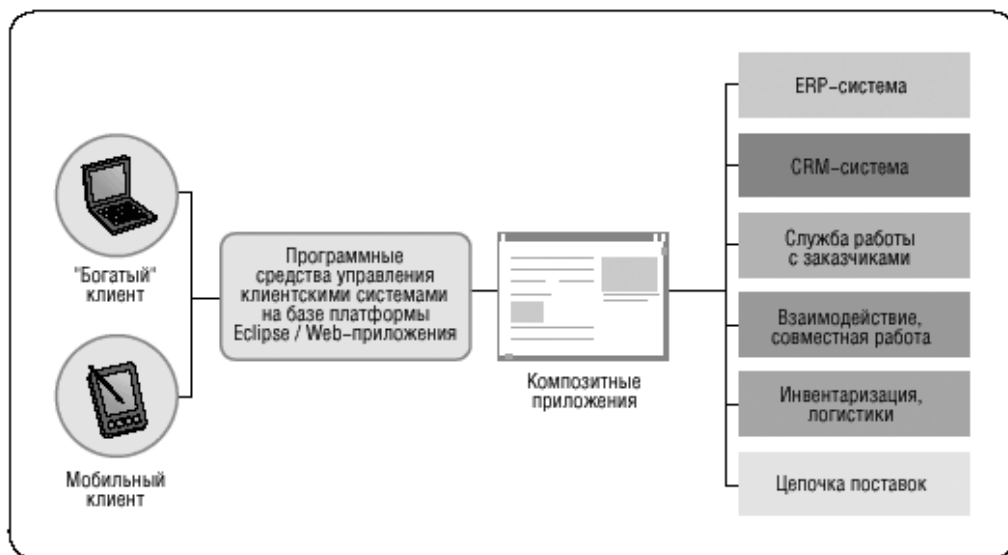 "Богатый"
клиент
Мобильный
клиент
Программные
средства управления
клиентскими системами
на базе платформы
Eclipse / Web-приложения
Композитные
приложения
ERP-система
CRM-система
Служба работы
с заказчиками
Взаимодействие,
совместная работа
Инвентаризация,
логистики
Цепочка поставок